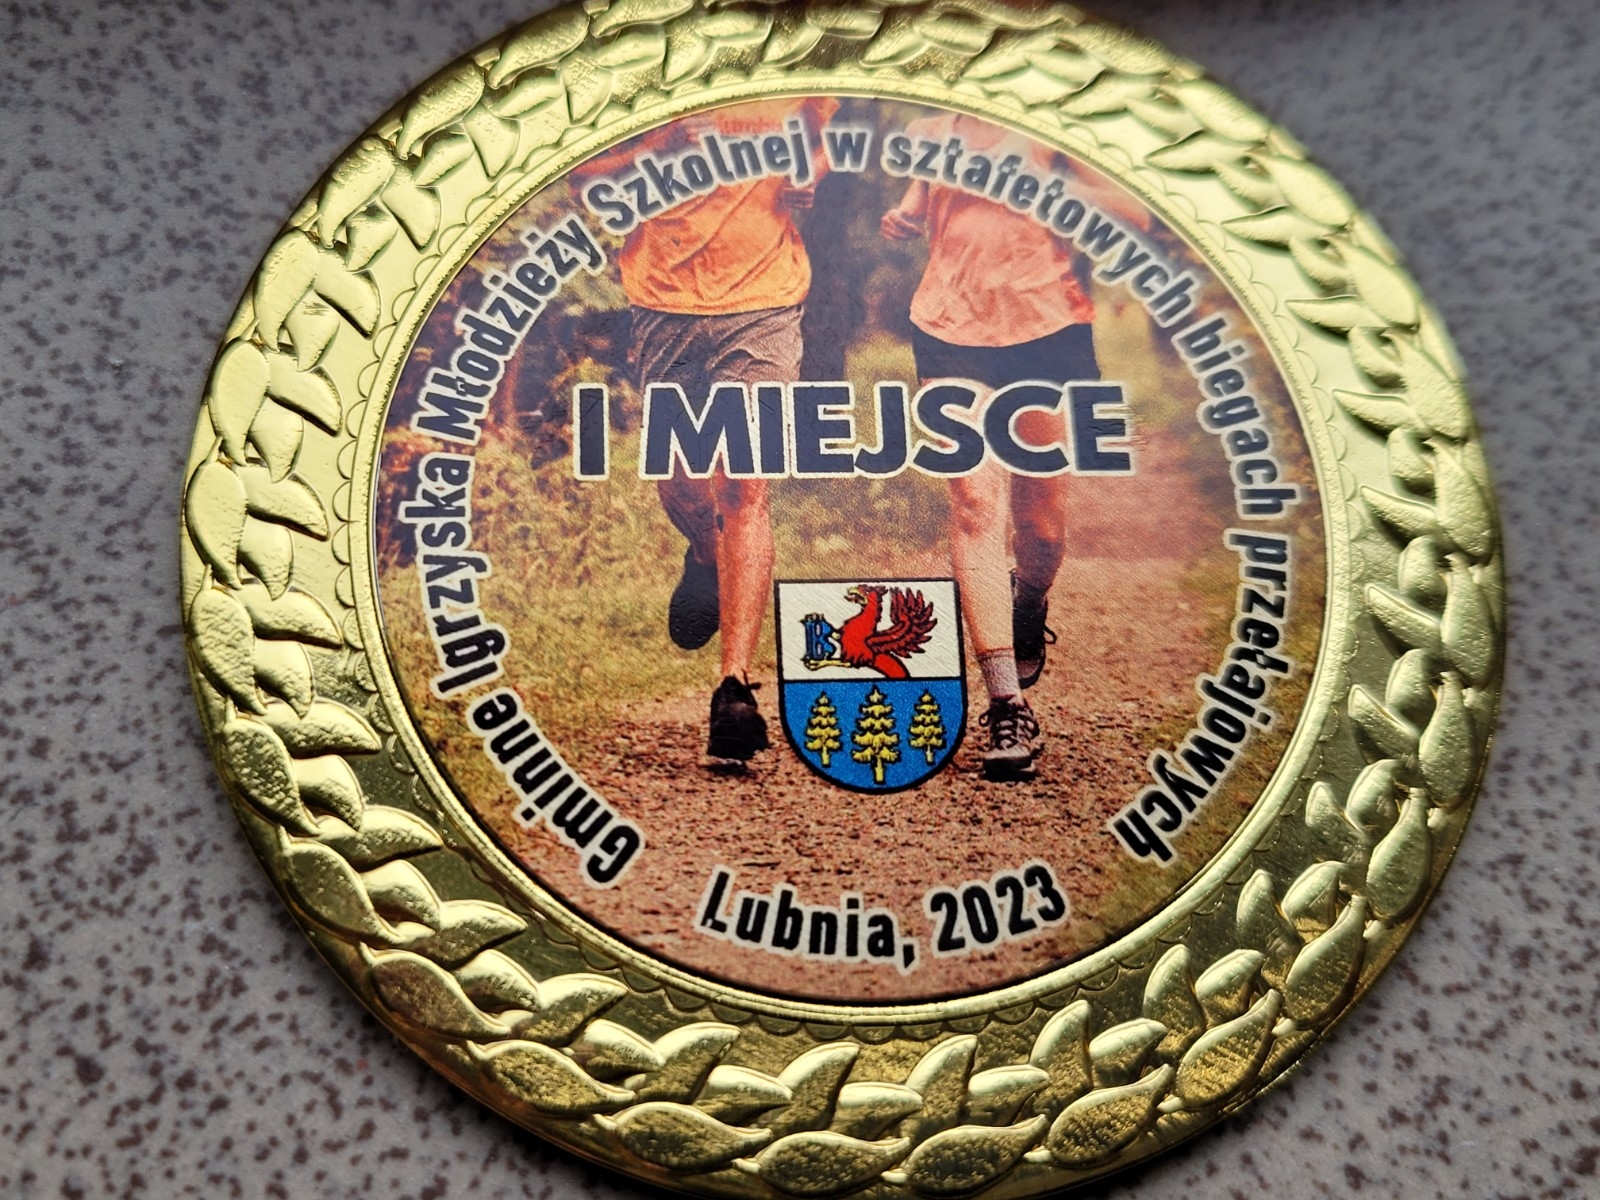 Gminne Igrzyska Młodzieży Szkolnej w sztafetowych biegach przełajowych
I MIEJSCE
B
Lubnia, 2023